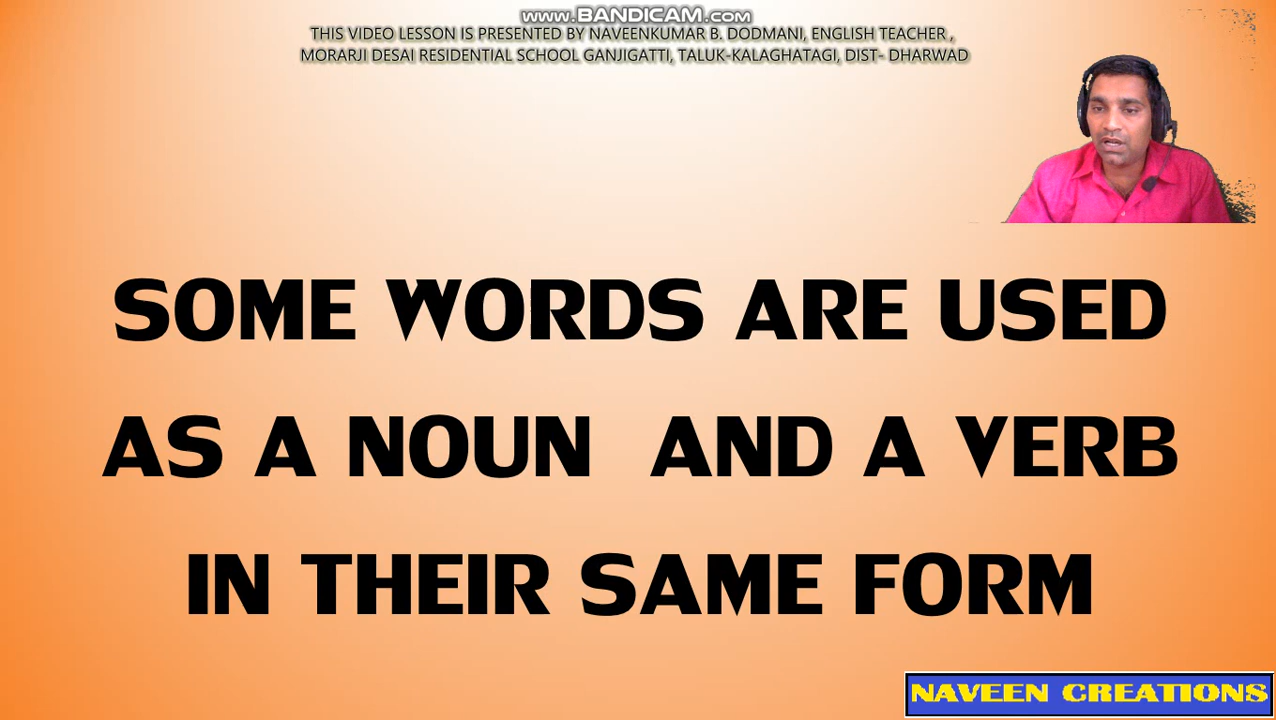 www.BANDICAM.com
THIS VIDEO LESSON IS PRESENTED BY NAVEENKUMAR B. DODMANI, ENGLISH TEACHER ,
MORARJI DESAI RESIDENTIAL SCHOOL GANJIGATTI, TALUK-KALAGHATAGI, DIST- DHARWAD
SOME WORDS ARE USED
AS A NOUN AND A VERB
IN THEIR SAME FORM
NAVEEN CREATIONS